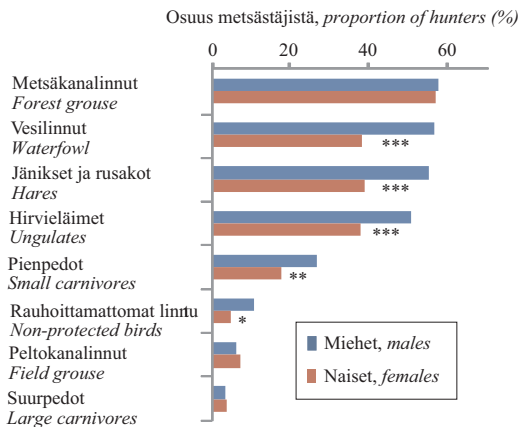 Osuus metsästäjistä, proportion of hunters (%)
0 20 40 60
Metsäkanalinnut
Forest grouse
Vesilinnut
Waterfowl
***
Jänikset ja rusakot
Hares
***
Hirvieläimet
Ungulates
***
Pienpedot
Small carnivores
**
Rauhoittamattomat linnut
Non-protected birds
*
Peltokanalinnut
Field grouse
Suurpedot
Large carnivores
Miehet, males
Naiset, females